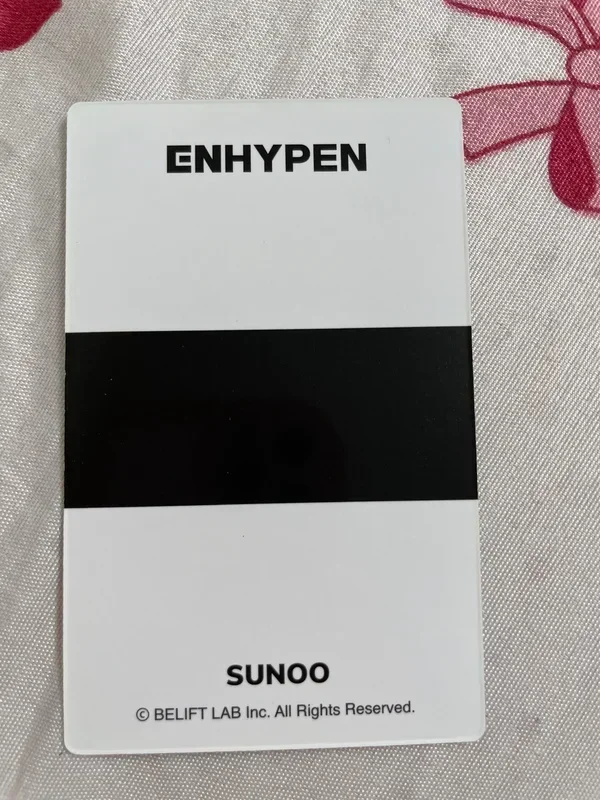 ENHYPEN
SUNOO
© BELIFT LAB Inc. All Rights Reserved.